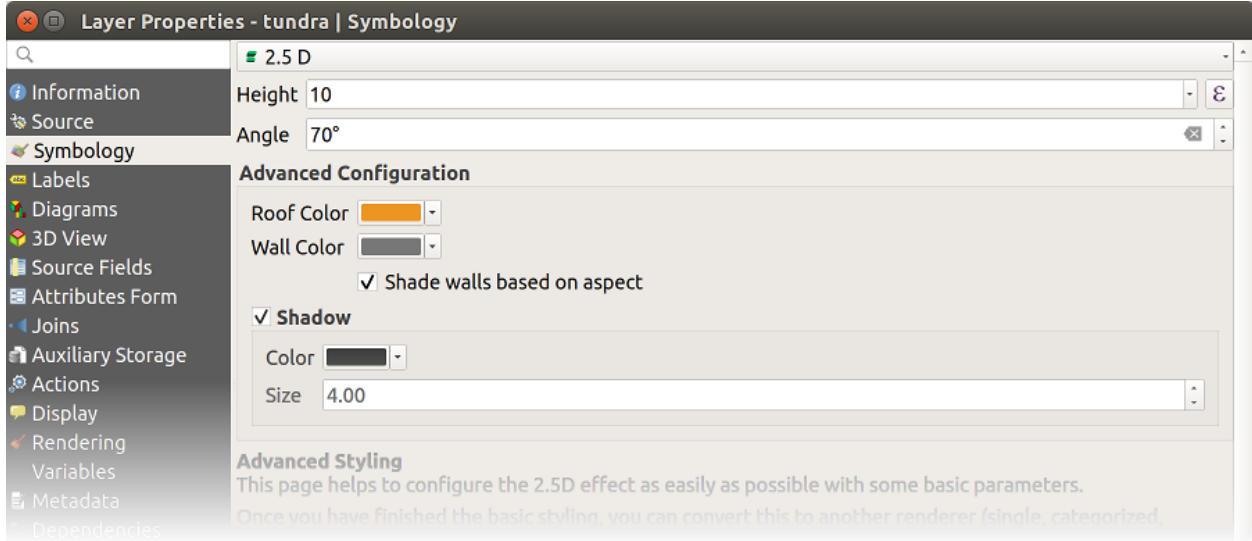 Layer Properties - tundra | Symbology
Information
Source
Symbology
Labels
Diagrams
3D View
Source Fields
Attributes Form
Joins
Auxiliary Storage
Actions
Display
Rendering
Variables
Metadata
Dependencies
2.5 D
Height 10 ε
Angle 70°
Advanced Configuration
Roof Color
Wall Color
Shade walls based on aspect
Shadow
Color
Size 4.00
Advanced Styling
This page helps to configure the 2.5D effect as easily as possible with some basic parameters.
Once you have finished the basic styling, you can convert this to another renderer (single, categorized,